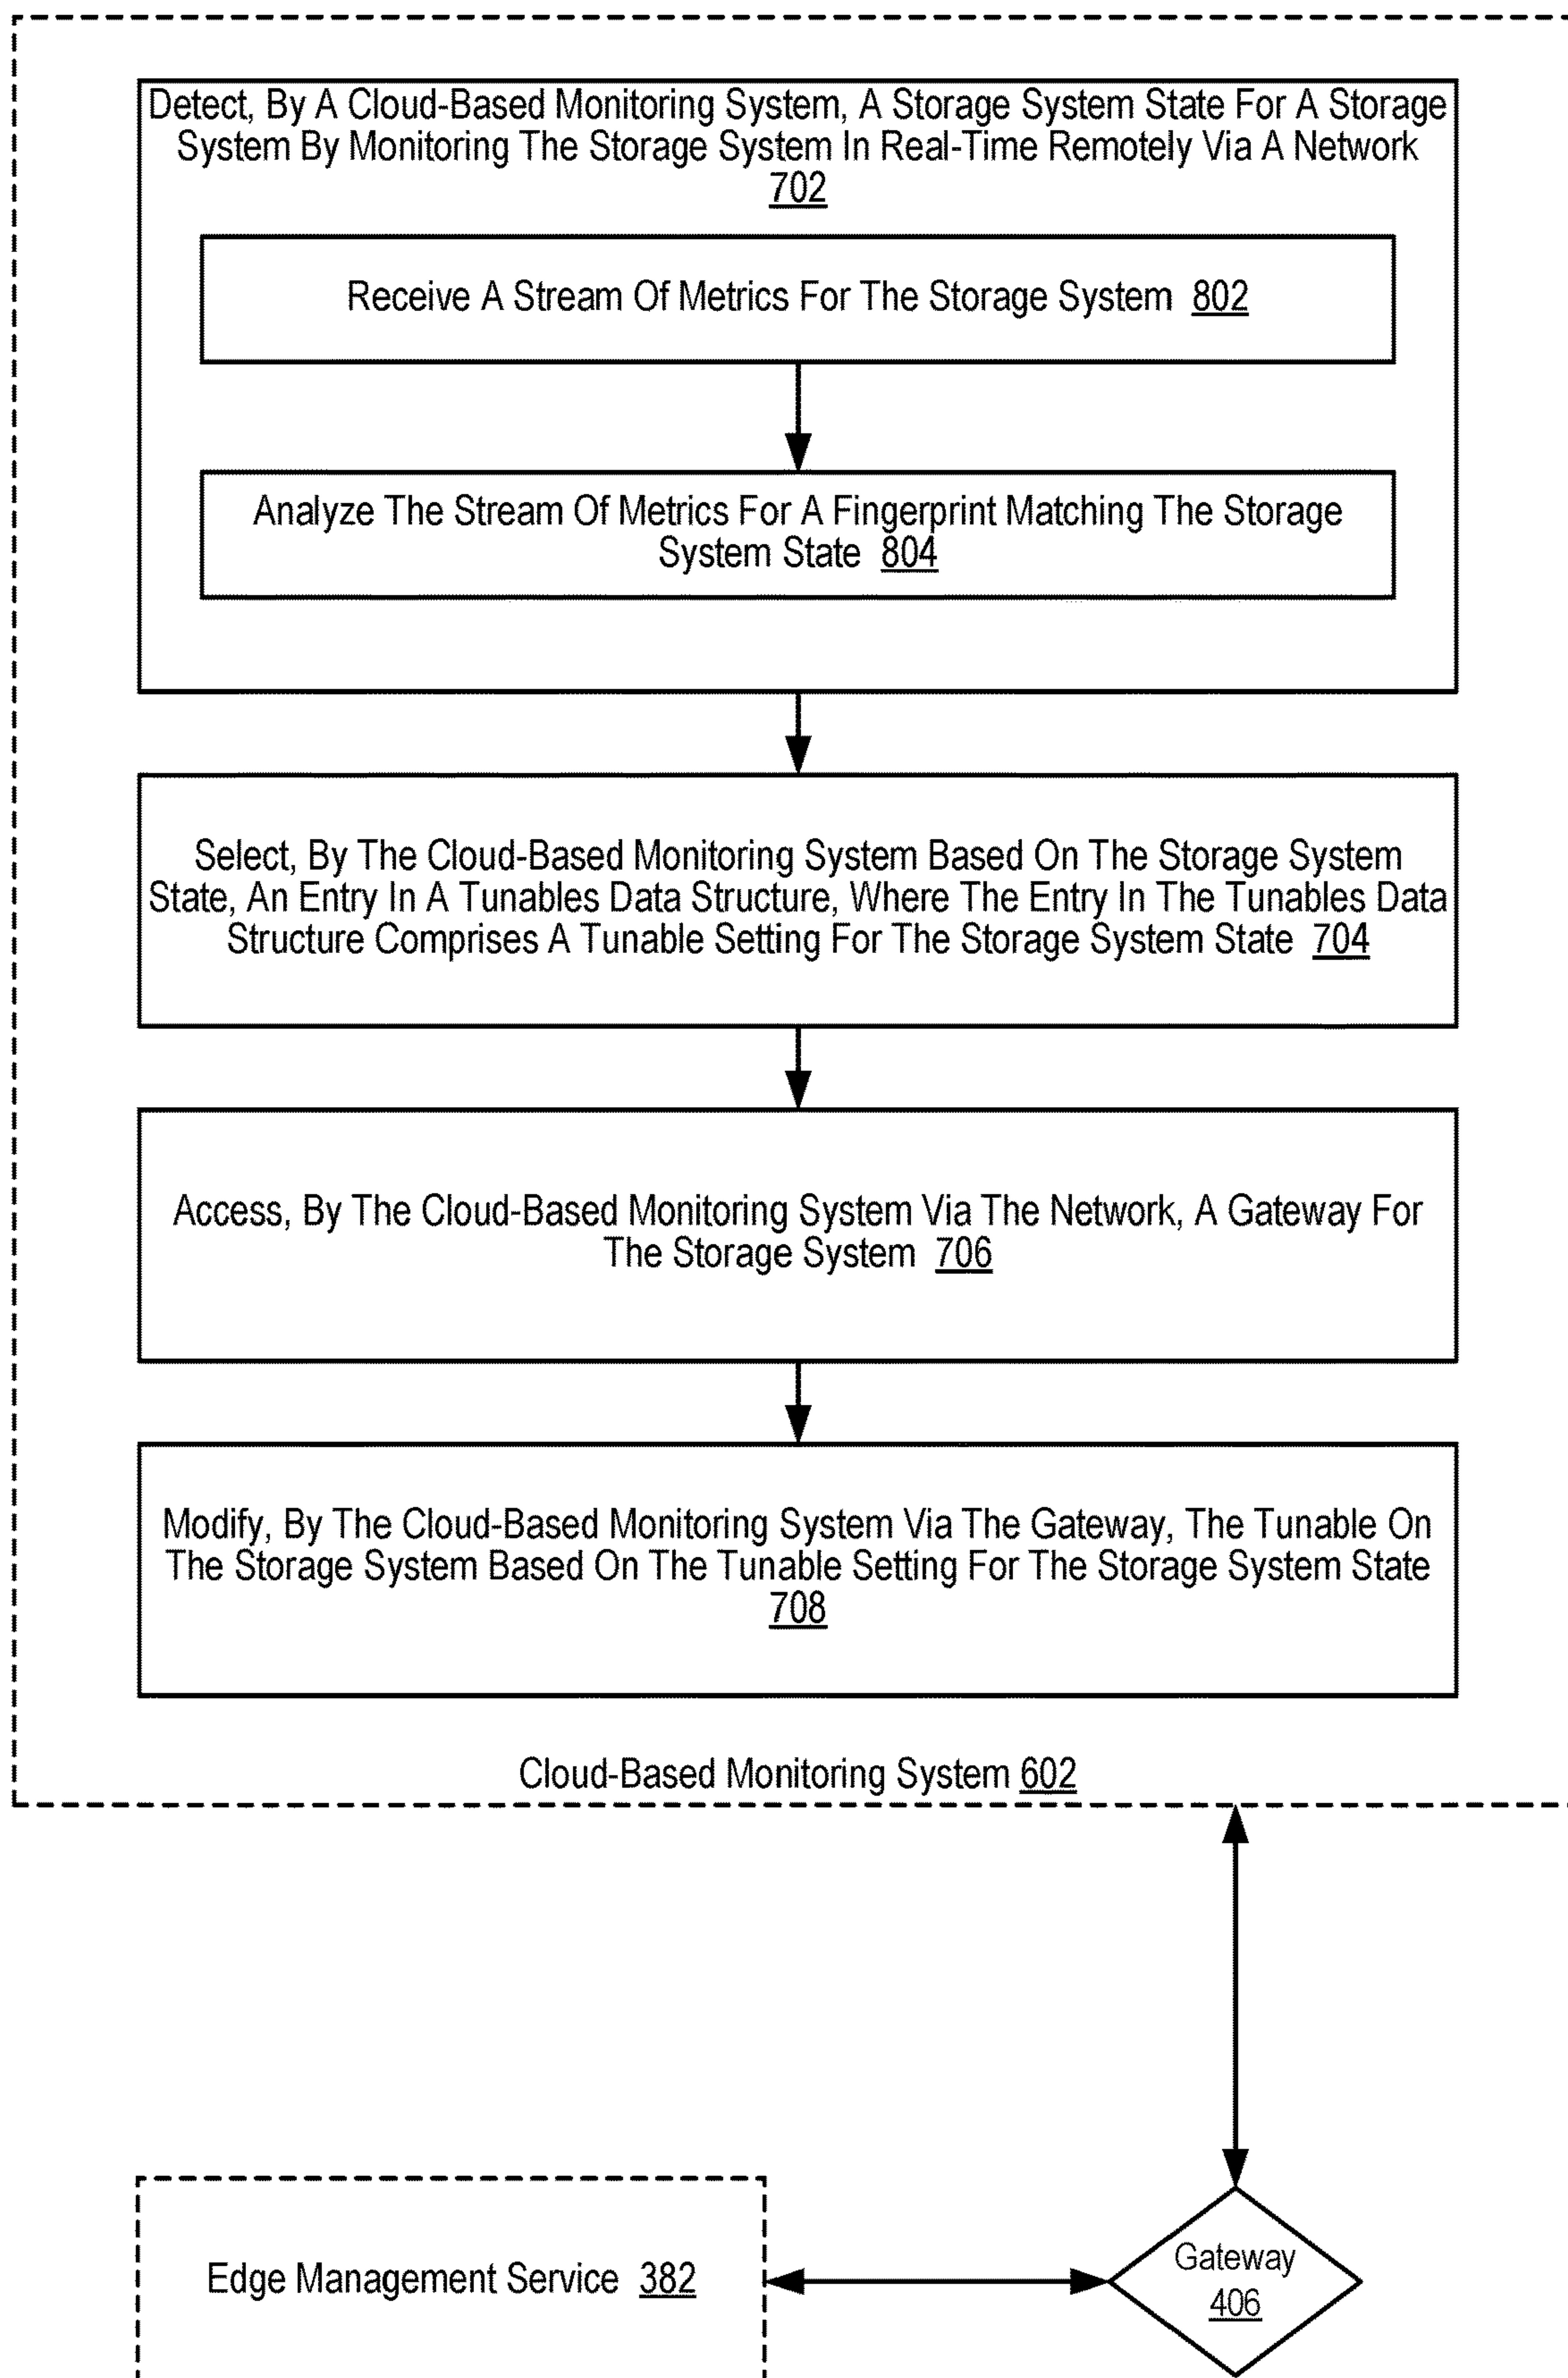 Detect, By A Cloud-Based Monitoring System, A Storage System State For A Storage
System By Monitoring The Storage System In Real-Time Remotely Via A Network
702
Receive A Stream Of Metrics For The Storage System 802
Analyze The Stream Of Metrics For A Fingerprint Matching The Storage
System State 804
Select, By The Cloud-Based Monitoring System Based On The Storage System
State, An Entry In A Tunables Data Structure, Where The Entry In The Tunables Data
Structure Comprises A Tunable Setting For The Storage System State 704
Access, By The Cloud-Based Monitoring System Via The Network, A Gateway For
The Storage System 706
Modify, By The Cloud-Based Monitoring System Via The Gateway, The Tunable On
The Storage System Based On The Tunable Setting For The Storage System State
708
Cloud-Based Monitoring System 602
Edge Management Service 382
Gateway
406